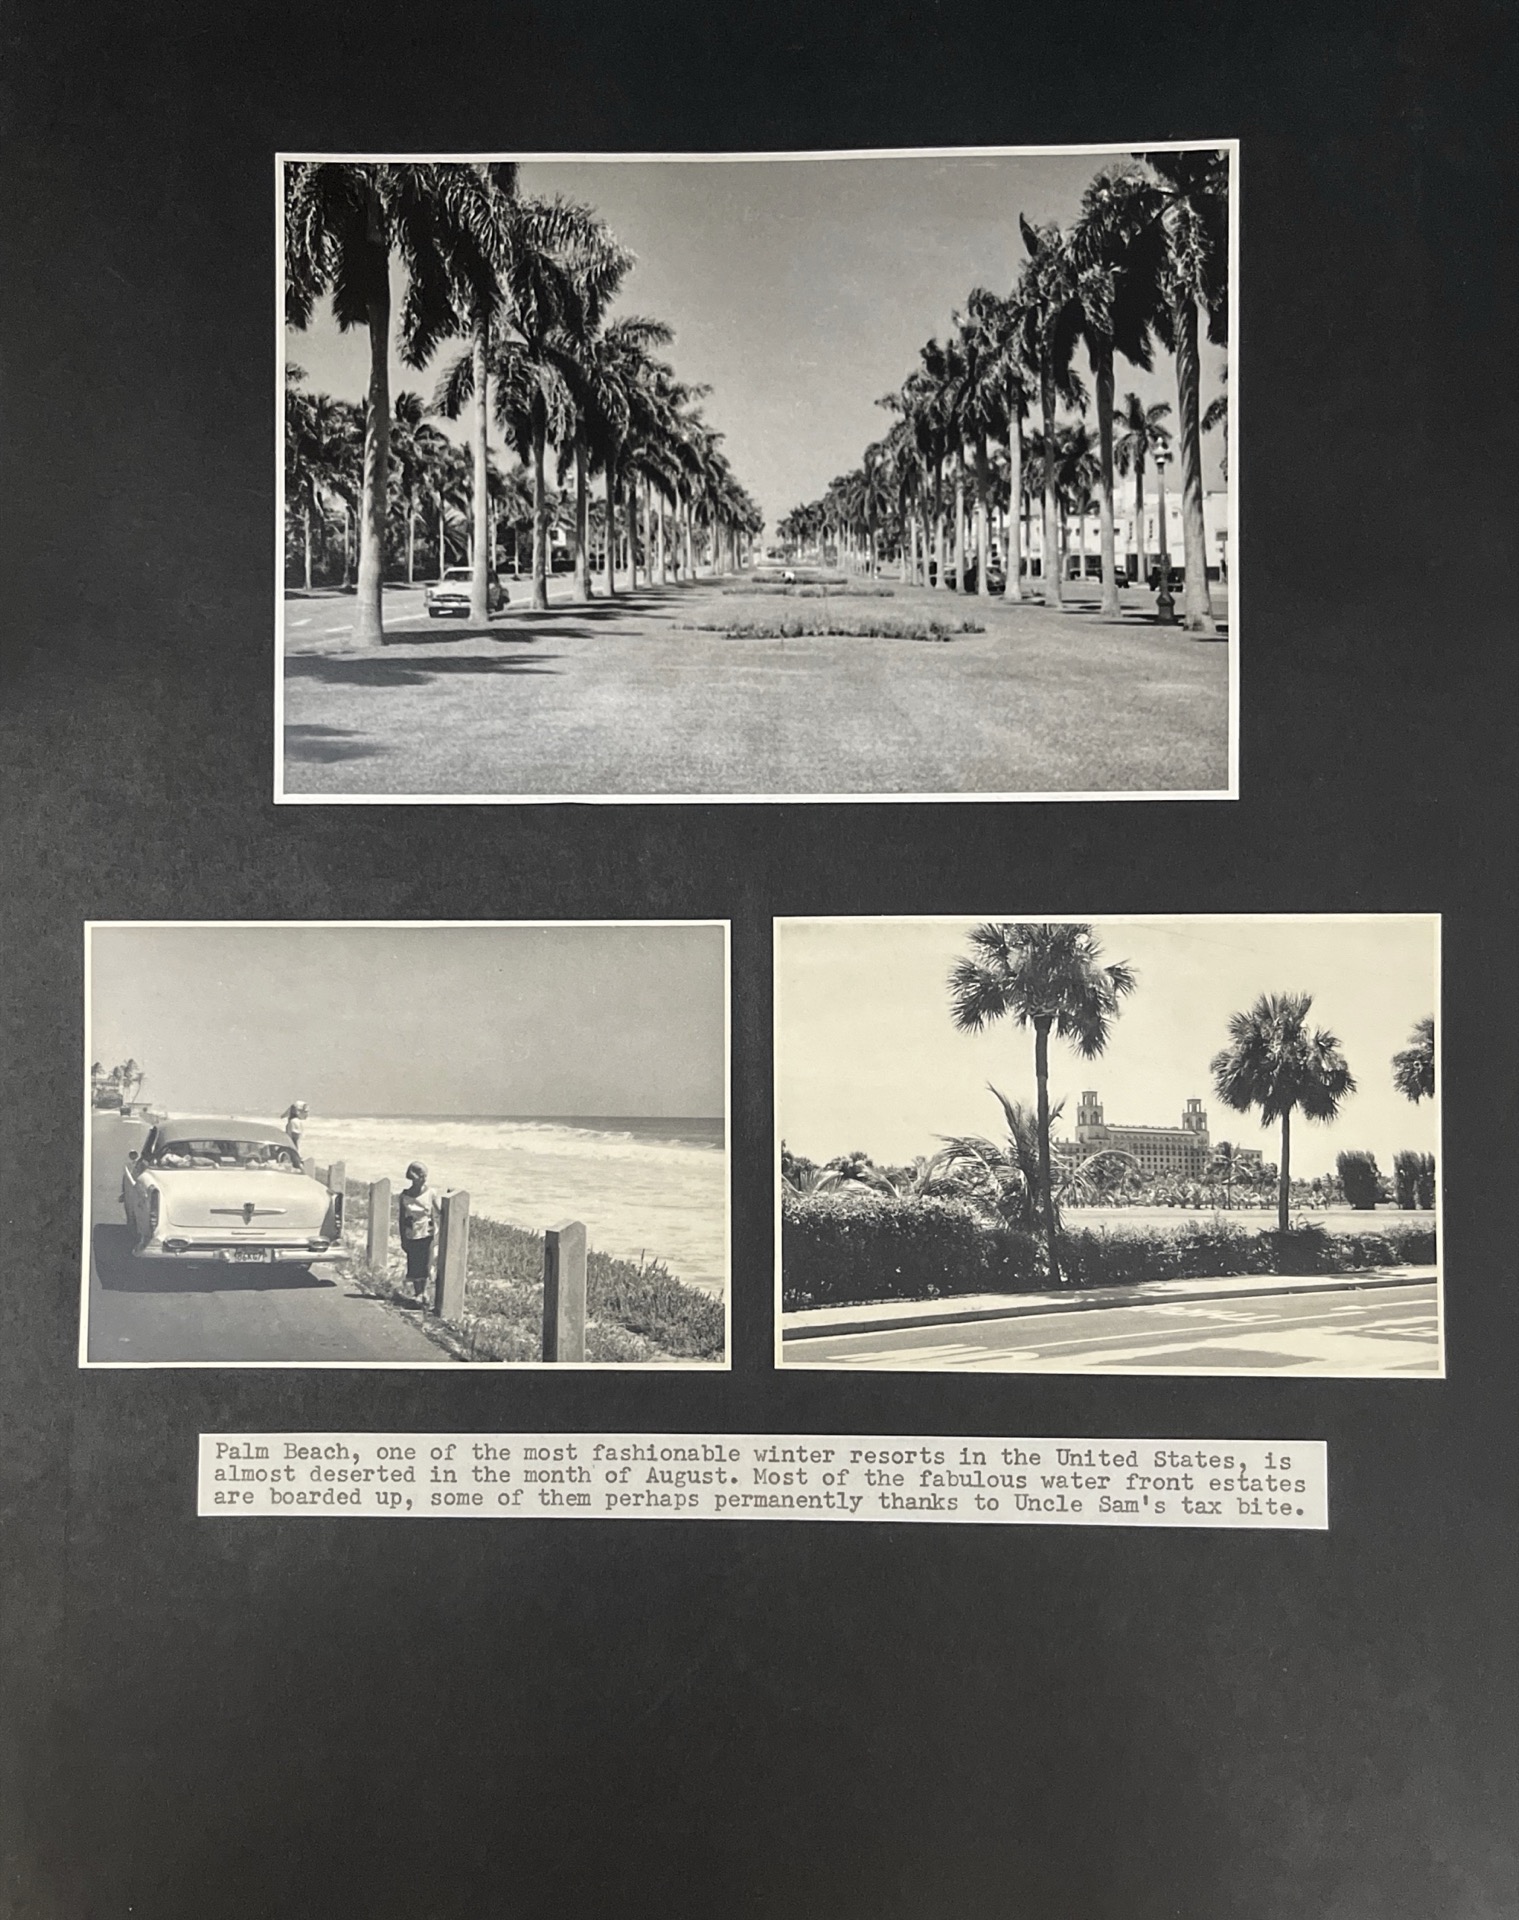 Palm Beach, one of the most fashionable winter resorts in the United States, is
almost deserted in the month of August. Most of the fabulous water front estates
are boarded up, some of them perhaps permanently thanks to Uncle Sam's tax bite.